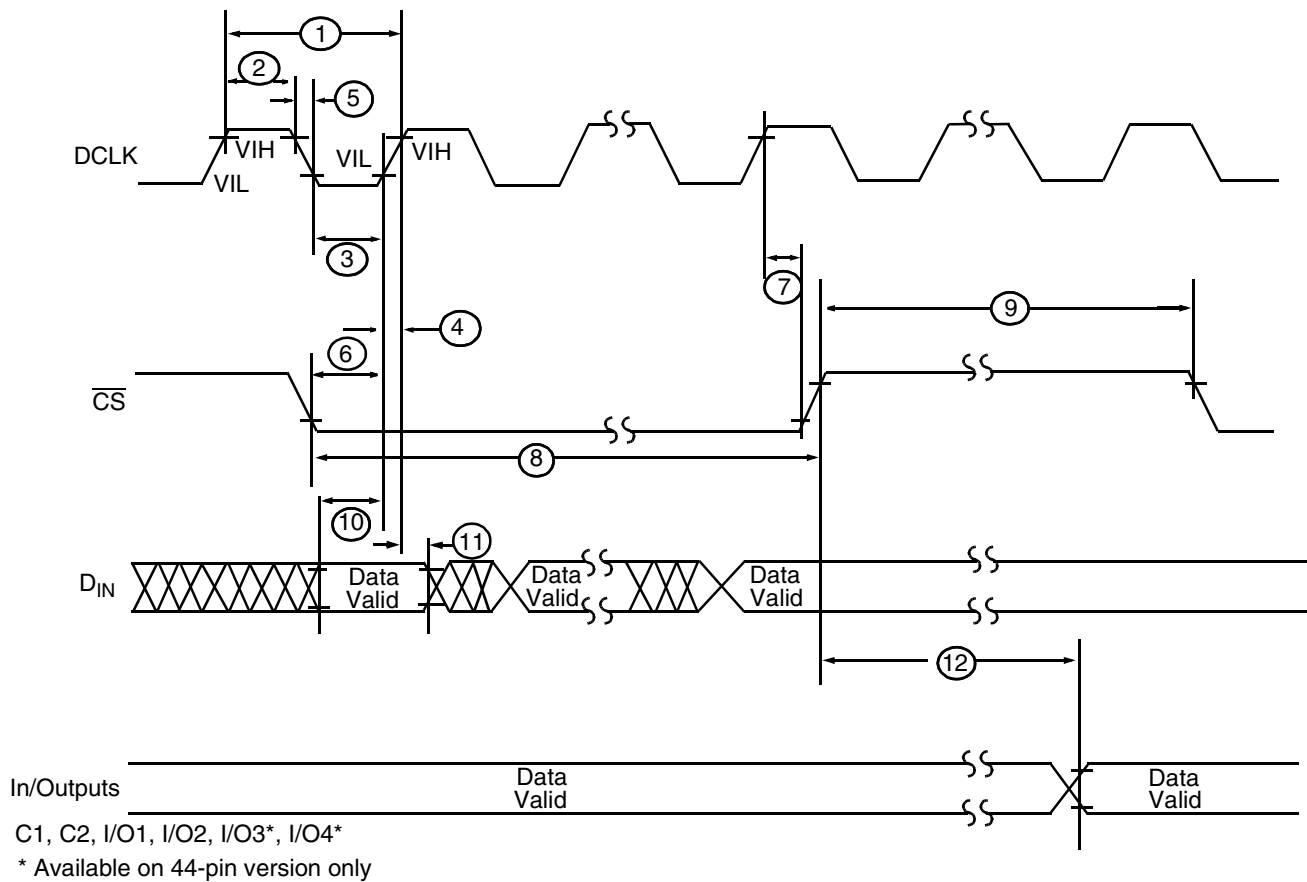 1
2
5
DCLK
VIH
VIL
VIH
VIL
3
7
4
9
6
CS
8
10
11
DIN
Data
Valid
Data
Valid
Data
Valid
12
In/Outputs
Data
Valid
Data
Valid
C1, C2, I/O1, I/O2, I/O3*, I/O4*
* Available on 44-pin version only